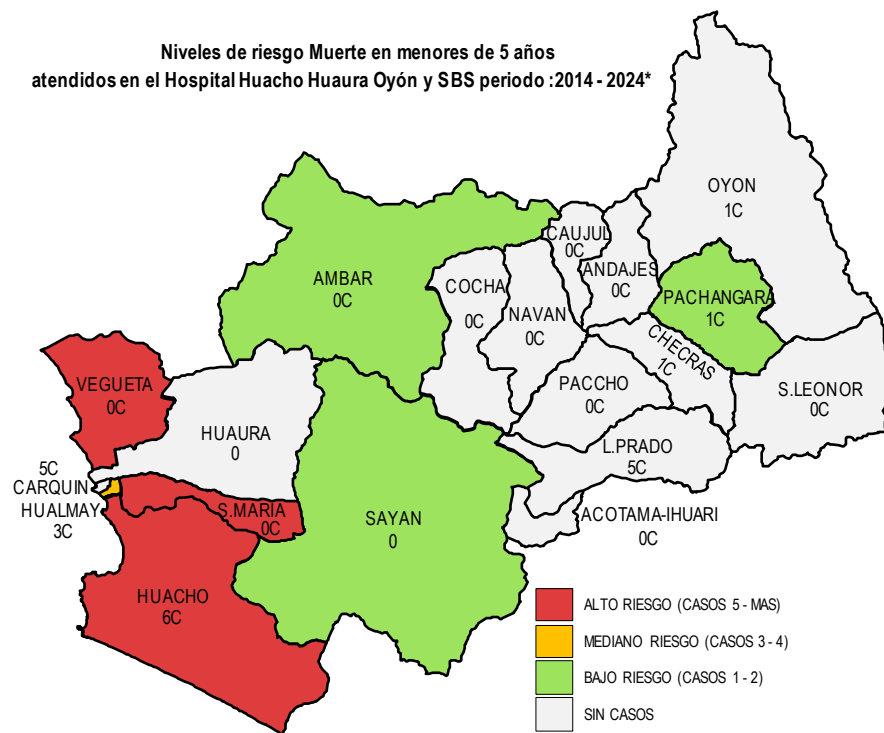 Niveles de riesgo Muerte en menores de 5 años
atendidos en el Hospital Huacho Huaura Oyón y SBS periodo :2014 - 2024*
OYON
1C
CAUJUL
0C
ANDAJES
0C
AMBAR
0C
COCHA
0C
NAVAN
0C
PACHANGARA
1C
CHECRAS
1C
VEGUETA
0C
PACCHO
0C
S.LEONOR
0C
HUAURA
0
L.PRADO
5C
5C
CARQUIN
HUALMAY
3C
S.MARIA
0C
SAYAN
0
ACOTAMA-IHUARI
0C
HUACHO
6C
ALTO RIESGO (CASOS 5 - MAS)
MEDIANO RIESGO (CASOS 3 - 4)
BAJO RIESGO (CASOS 1 - 2)
SIN CASOS